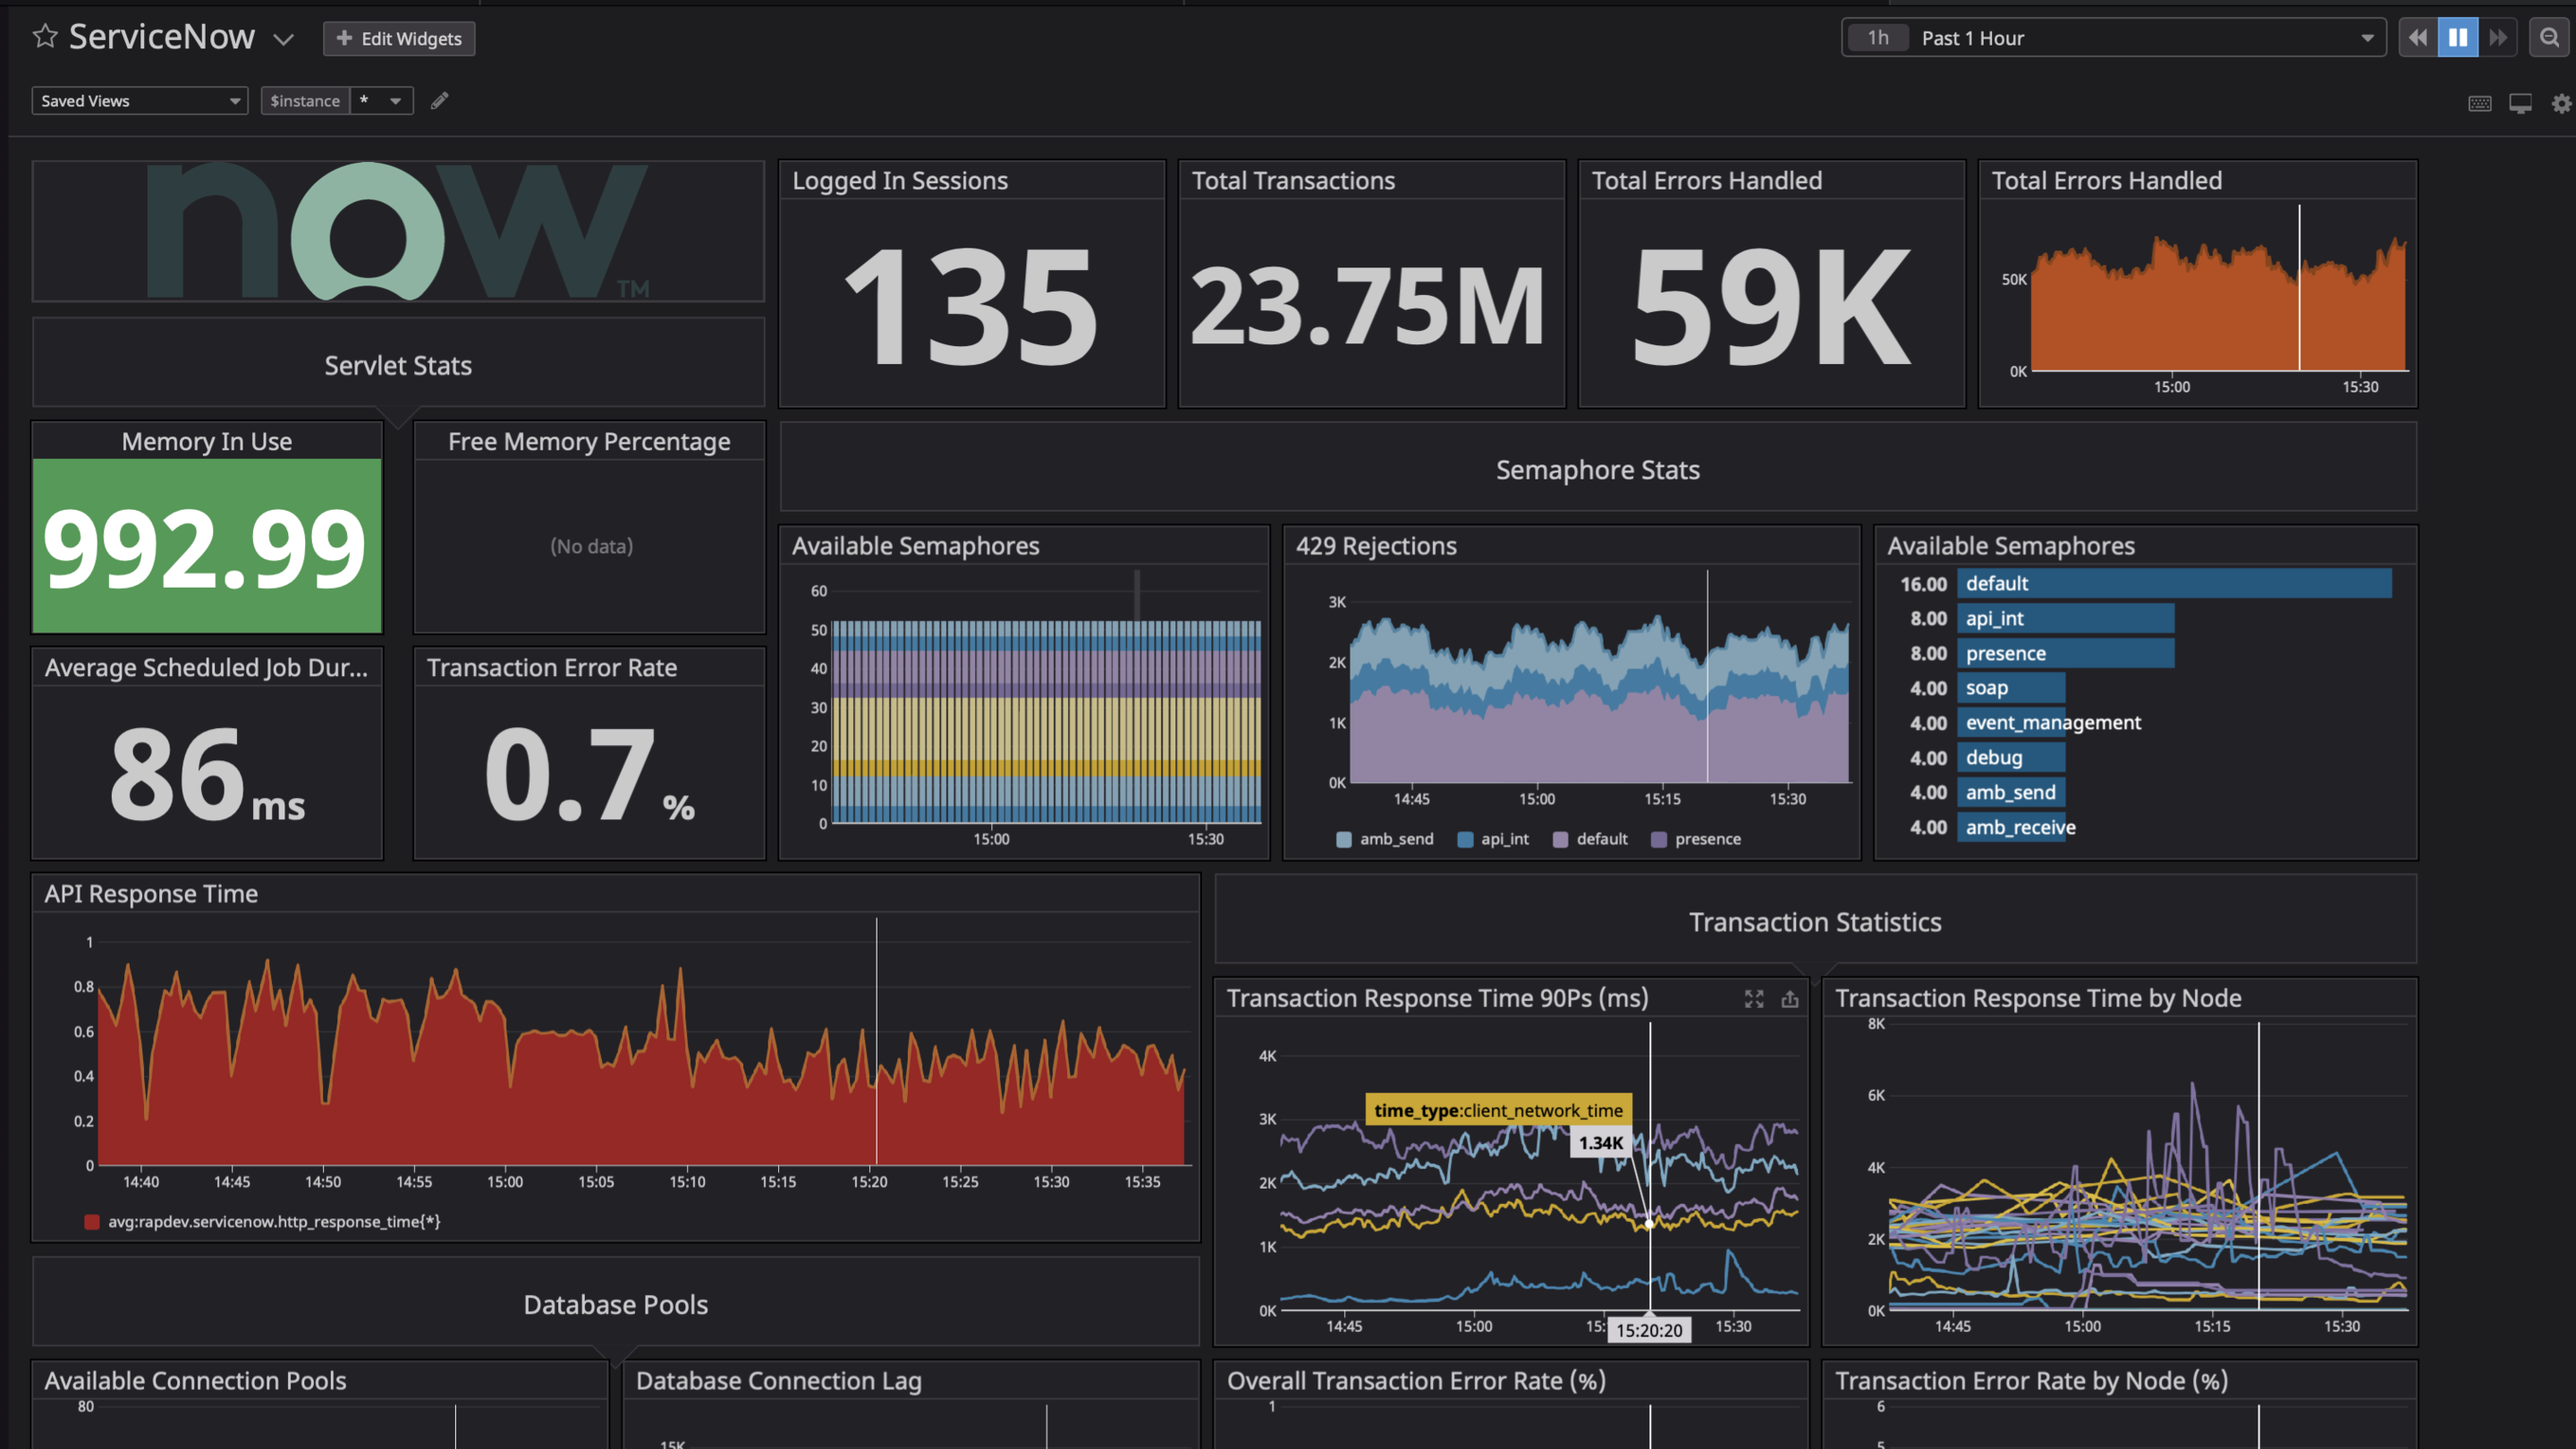 ServiceNow
Edit Widgets
1h Past 1 Hour
Saved Views
$instance *
now TM
Logged In Sessions
135
Total Transactions
23.75M
Total Errors Handled
59K
Total Errors Handled
50K
0K
15:00 15:30
Servlet Stats
Memory In Use
992.99
Free Memory Percentage
(No data)
Semaphore Stats
Average Scheduled Job Dur...
86 ms
Transaction Error Rate
0.7 %
Available Semaphores
60
50
40
30
20
10
0
15:00 15:30
429 Rejections
3K
2K
1K
0K
14:45 15:00 15:15 15:30
amb_send api_int default presence
Available Semaphores
16.00 default
8.00 api_int
8.00 presence
4.00 soap
4.00 event_management
4.00 debug
4.00 amb_send
4.00 amb_receive
API Response Time
1
0.8
0.6
0.4
0.2
0
14:40 14:45 14:50 14:55 15:00 15:05 15:10 15:15 15:20 15:25 15:30 15:35
avg:rapdev.servicenow.http_response_time{*}
Transaction Statistics
Transaction Response Time 90Ps (ms)
4K
3K
2K
1K
0K
time_type:client_network_time
1.34K
14:45 15:00 15: 15:20:20 15:30
Transaction Response Time by Node
8K
6K
4K
2K
0K
14:45 15:00 15:15 15:30
Database Pools
Available Connection Pools
80
Database Connection Lag
15K
Overall Transaction Error Rate (%)
1
Transaction Error Rate by Node (%)
6
5